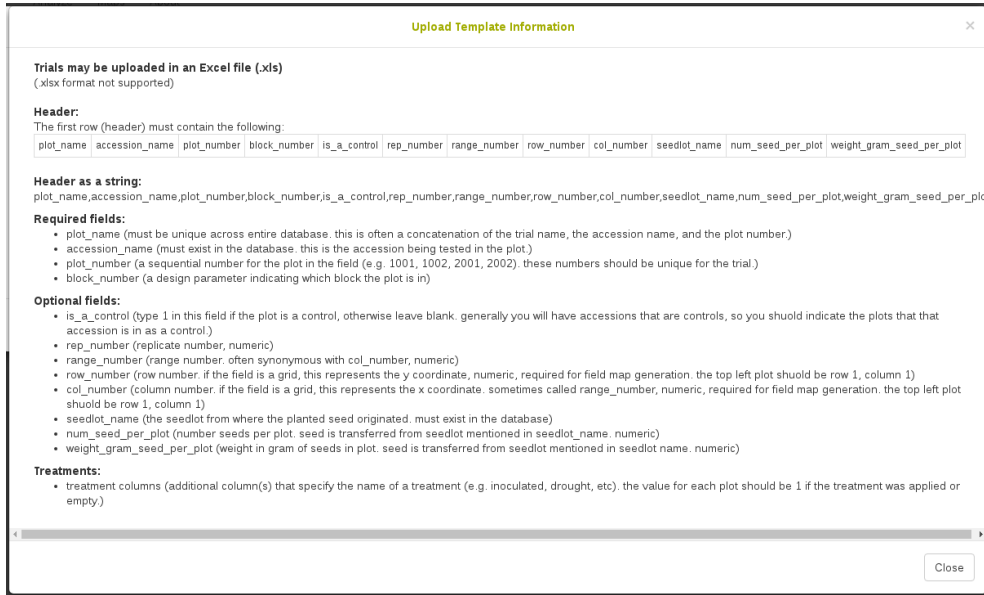 Upload Template Information
×
Trials may be uploaded in an Excel file (.xls)
(.xlsx format not supported)
Header:
The first row (header) must contain the following:
plot_name accession_name plot_number block_number is_a_control rep_number range_number row_number col_number seedlot_name num_seed_per_plot weight_gram_seed_per_plot
Header as a string:
plot_name,accession_name,plot_number,block_number,is_a_control,rep_number,range_number,row_number,col_number,seedlot_name,num_seed_per_plot,weight_gram_seed_per_plo
Required fields:
• plot_name (must be unique across entire database. this is often a concatenation of the trial name, the accession name, and the plot number.)
• accession_name (must exist in the database. this is the accession being tested in the plot.)
• plot_number (a sequential number for the plot in the field (e.g. 1001, 1002, 2001, 2002). these numbers should be unique for the trial.)
• block_number (a design parameter indicating which block the plot is in)
Optional fields:
• is_a_control (type 1 in this field if the plot is a control, otherwise leave blank. generally you will have accessions that are controls, so you shuold indicate the plots that that
accession is in as a control.)
• rep_number (replicate number, numeric)
• range_number (range number. often synonymous with col_number, numeric)
• row_number (row number. if the field is a grid, this represents the y coordinate, numeric, required for field map generation. the top left plot shuold be row 1, column 1)
• col_number (column number. if the field is a grid, this represents the x coordinate. sometimes called range_number, numeric, required for field map generation. the top left plot
shuold be row 1, column 1)
• seedlot_name (the seedlot from where the planted seed originated. must exist in the database)
• num_seed_per_plot (number seeds per plot. seed is transferred from seedlot mentioned in seedlot_name. numeric)
• weight_gram_seed_per_plot (weight in gram of seeds in plot. seed is transferred from seedlot mentioned in seedlot name. numeric)
Treatments:
• treatment columns (additional column(s) that specify the name of a treatment (e.g. inoculated, drought, etc). the value for each plot should be 1 if the treatment was applied or
empty.)
Close